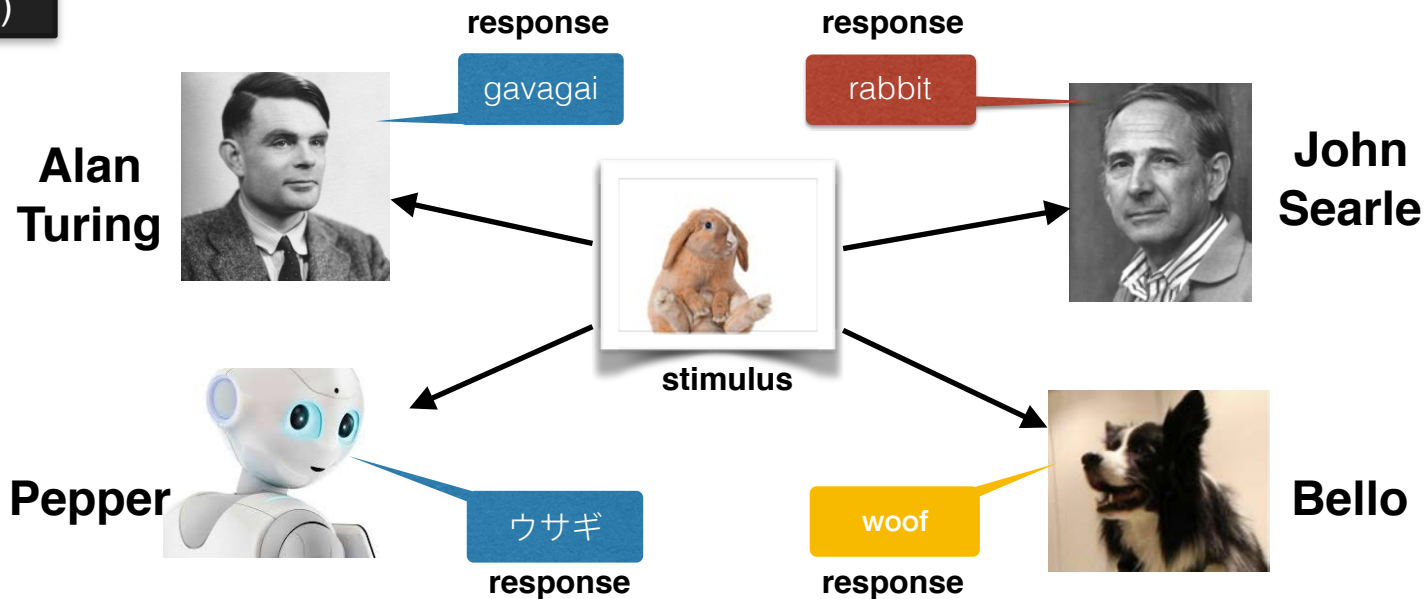 )
response
response
gavagai
rabbit
Alan
Turing
John
Searle
stimulus
Pepper
ウサギ
woof
Bello
response
response